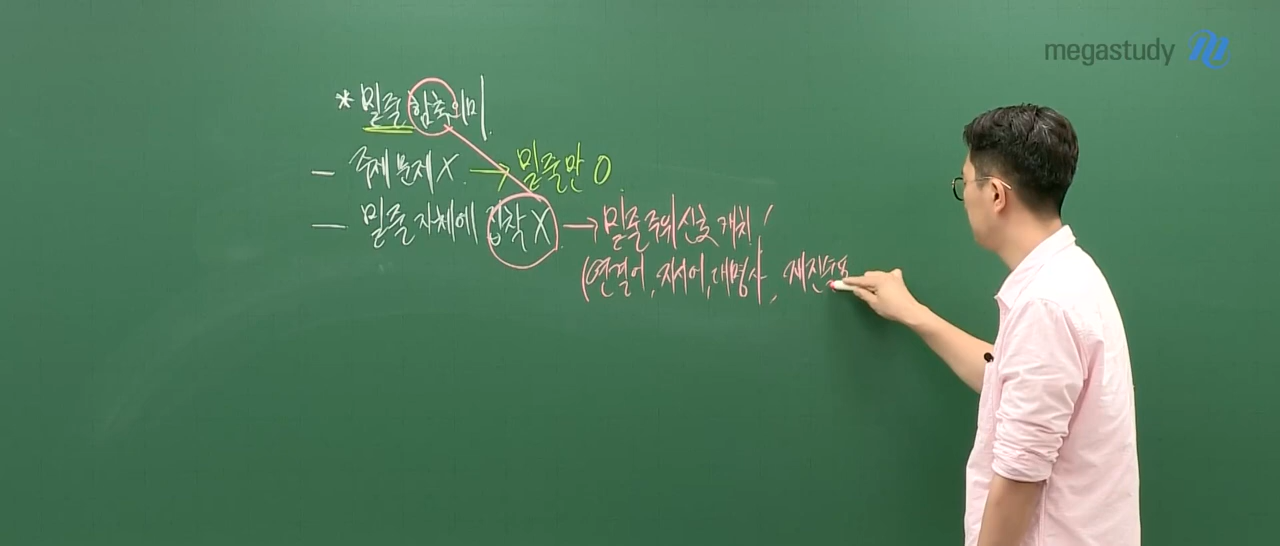 megastudy
* 밑줄 함축의미
- 주제문제 X → 밑줄만 O
- 밑줄 자체에 집착 X → 밑줄 주위 신호 캐치!
(연결어, 지시어, 대명사, 재진술